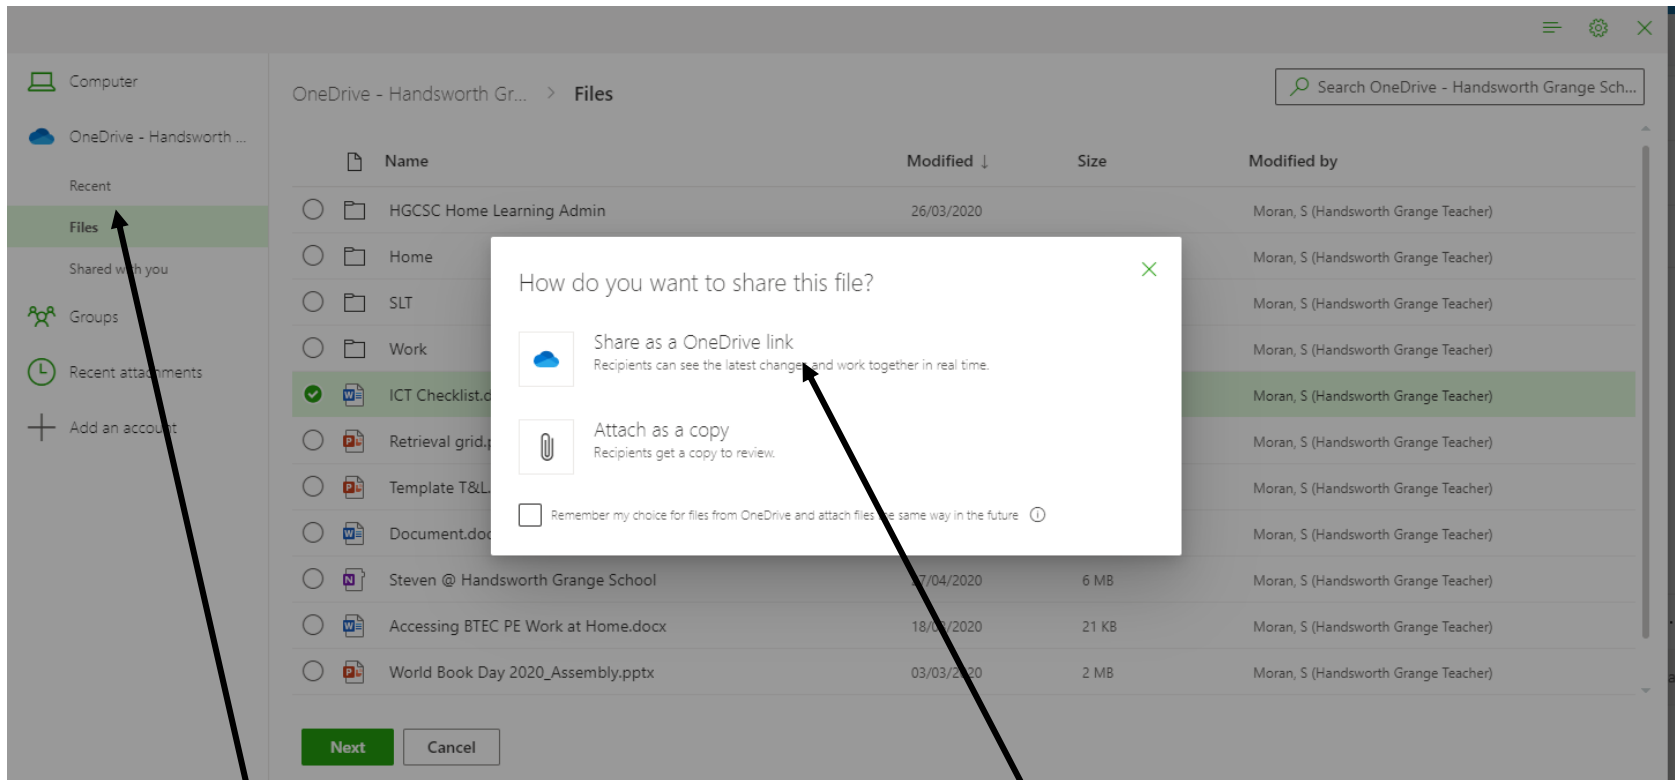 Computer
OneDrive - Handsworth ...
Recent
Files
Shared with you
Groups
Recent attachments
Add an account
OneDrive - Handsworth Gr... > Files
Search OneDrive - Handsworth Grange Sch...
Name Modified ↓ Size Modified by
HGCSC Home Learning Admin 26/03/2020 Moran, S (Handsworth Grange Teacher)
Home Moran, S (Handsworth Grange Teacher)
SLT Moran, S (Handsworth Grange Teacher)
Work Moran, S (Handsworth Grange Teacher)
ICT Checklist.d Moran, S (Handsworth Grange Teacher)
Retrieval grid.p Moran, S (Handsworth Grange Teacher)
Template T&L. Moran, S (Handsworth Grange Teacher)
Document.doc Moran, S (Handsworth Grange Teacher)
Steven @ Handsworth Grange School 27/04/2020 6 MB Moran, S (Handsworth Grange Teacher)
Accessing BTEC PE Work at Home.docx 21 KB Moran, S (Handsworth Grange Teacher)
World Book Day 2020_Assembly.pptx 03/03/2020 2 MB Moran, S (Handsworth Grange Teacher)
How do you want to share this file?
Share as a OneDrive link
Recipients can see the latest changes and work together in real time.
Attach as a copy
Recipients get a copy to review.
Remember my choice for files from OneDrive and attach files the same way in the future
Next Cancel